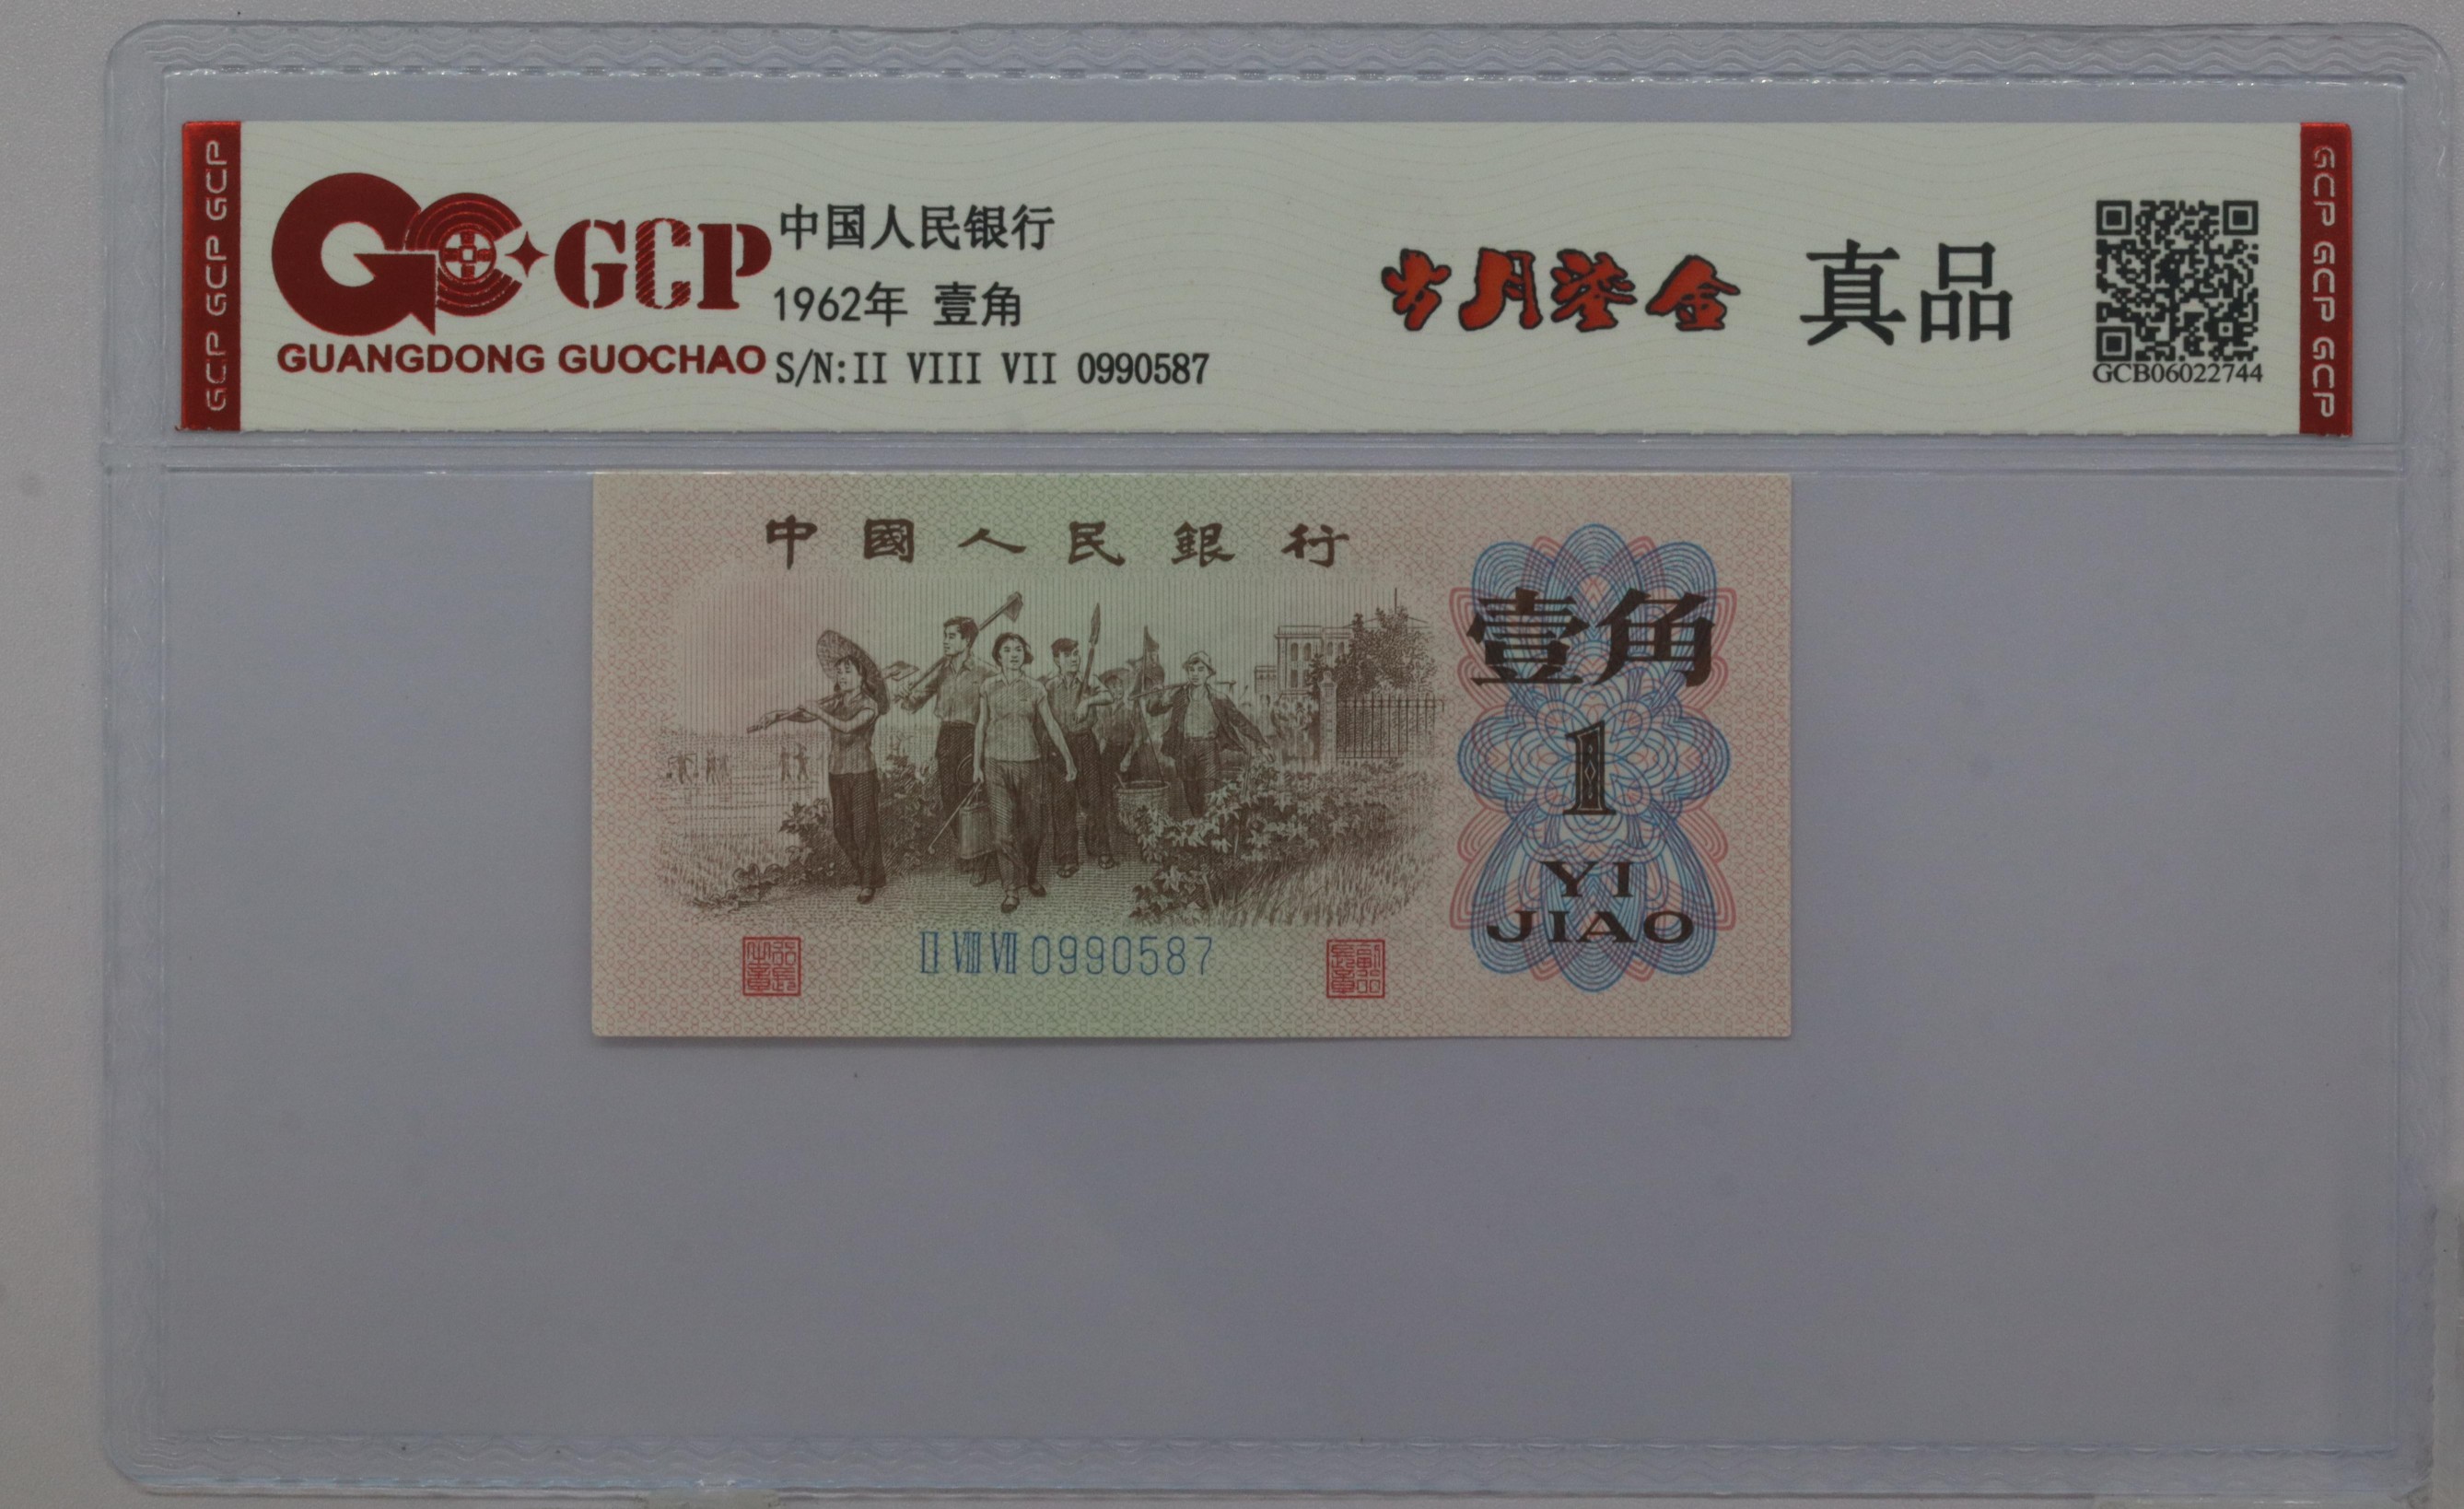 GCP GCP GCP
GCP
GUANGDONG GUOCHAO
中国人民银行
1962年 壹角
S/N:II VIII VII 0990587
岁月鎏金 真品
GCB06022744
GCP GCP GCP
中國人民銀行
壹角
1
YI
JIAO
II VIII VII 0990587